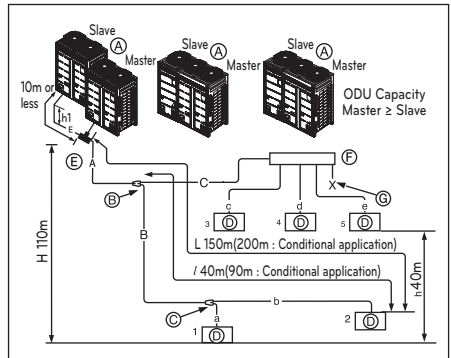 Slave A Master
Slave A Master
Slave A Master
10m or less
h1
E
ODU Capacity
Master ≥ Slave
E
A
F
C
G
X
B
c
d
e
3 D
4 D
5 D
H 110m
B
L 150m(200m : Conditional application)
l 40m(90m : Conditional application)
h40m
b
C
a
2 D
1 D